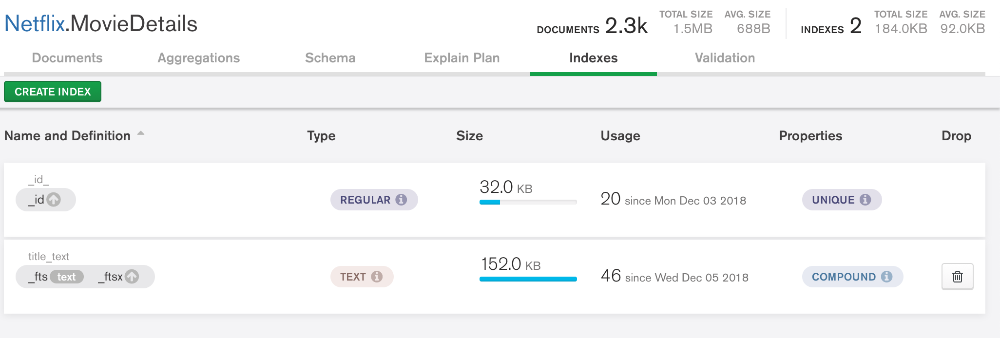 Netflix.MovieDetails
DOCUMENTS 2.3k TOTAL SIZE 1.5MB AVG. SIZE 688B INDEXES 2 TOTAL SIZE 184.0KB AVG. SIZE 92.0KB
Documents Aggregations Schema Explain Plan Indexes Validation
CREATE INDEX
Name and Definition Type Size Usage Properties Drop
_id_
_id REGULAR 32.0 KB 20 since Mon Dec 03 2018 UNIQUE
title_text
_fts text _ftsx TEXT 152.0 KB 46 since Wed Dec 05 2018 COMPOUND